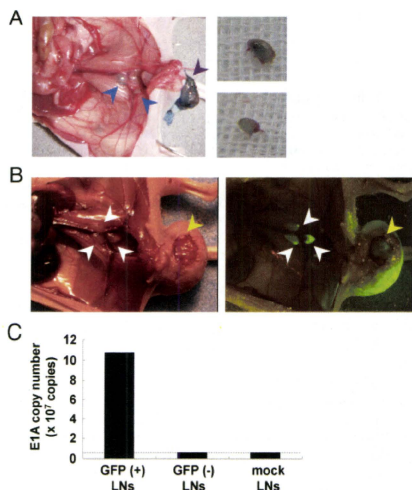 A
B
C
E1A copy number
(x 10⁷ copies)
12
10
8
6
4
2
0
GFP (+)
LNs
GFP (-)
LNs
mock
LNs